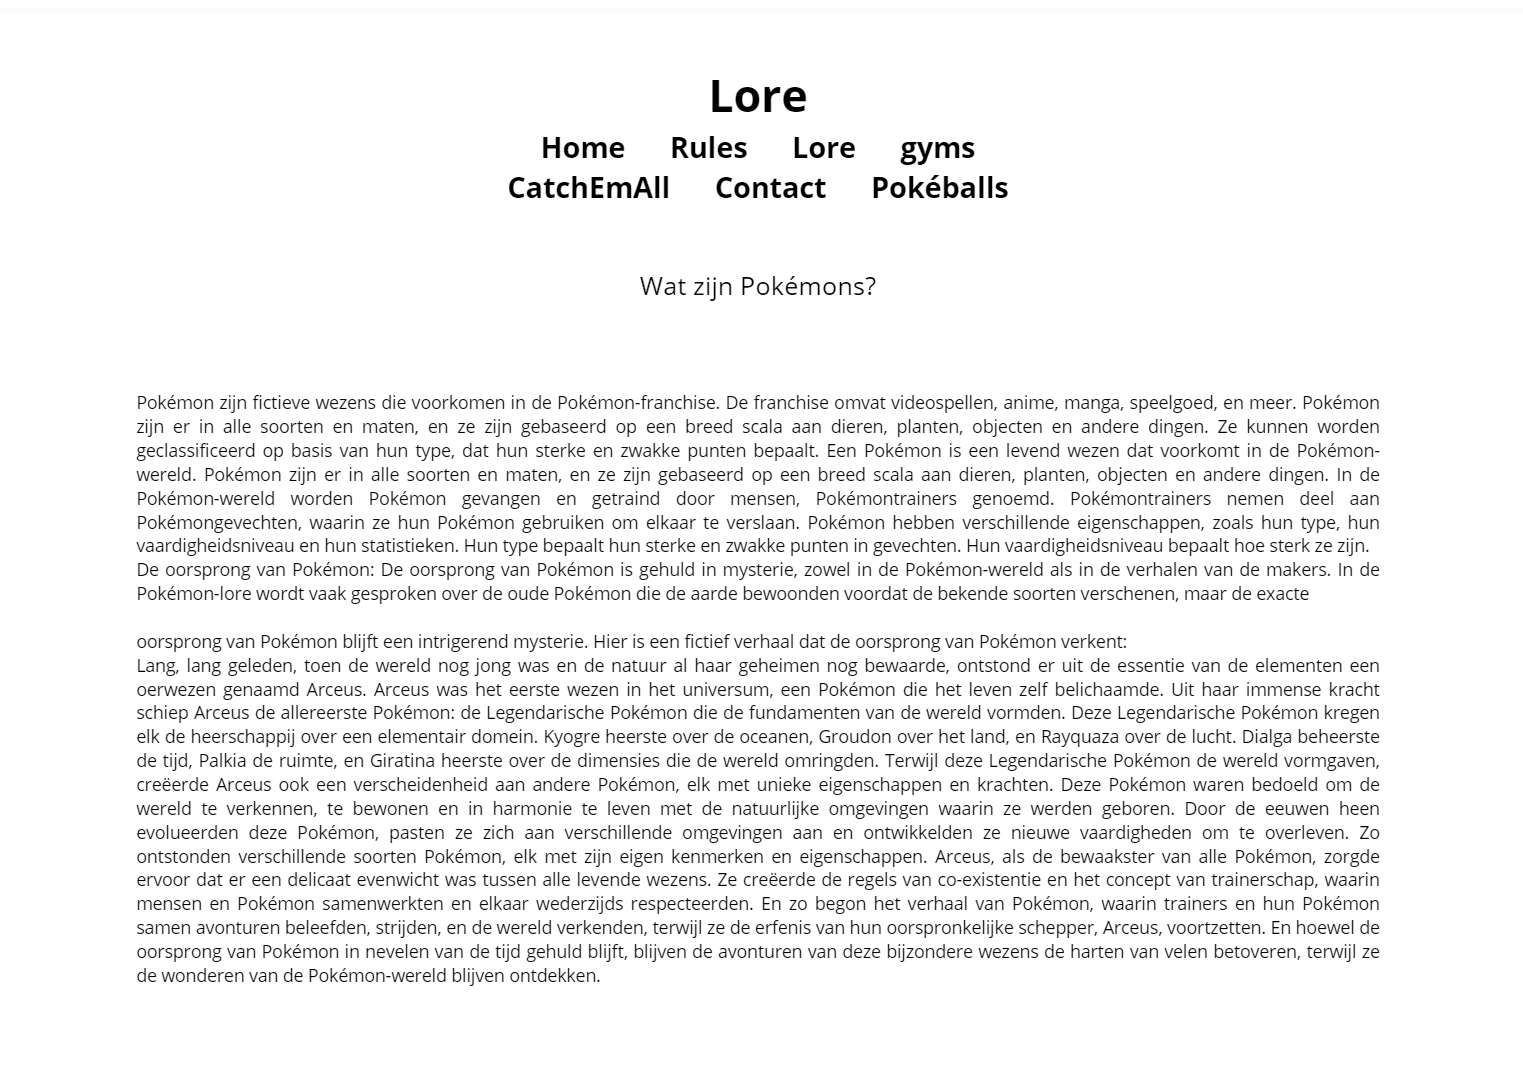 Lore
Home Rules Lore gyms
CatchEmAll Contact Pokéballs
Wat zijn Pokémons?
Pokémon zijn fictieve wezens die voorkomen in de Pokémon-franchise. De franchise omvat videospellen, anime, manga, speelgoed, en meer. Pokémon
zijn er in alle soorten en maten, en ze zijn gebaseerd op een breed scala aan dieren, planten, objecten en andere dingen. Ze kunnen worden
geclassificeerd op basis van hun type, dat hun sterke en zwakke punten bepaalt. Een Pokémon is een levend wezen dat voorkomt in de Pokémon-
wereld. Pokémon zijn er in alle soorten en maten, en ze zijn gebaseerd op een breed scala aan dieren, planten, objecten en andere dingen. In de
Pokémon-wereld worden Pokémon gevangen en getraind door mensen, Pokémontrainers genoemd. Pokémontrainers nemen deel aan
Pokémongevechten, waarin ze hun Pokémon gebruiken om elkaar te verslaan. Pokémon hebben verschillende eigenschappen, zoals hun type, hun
vaardigheidsniveau en hun statistieken. Hun type bepaalt hun sterke en zwakke punten in gevechten. Hun vaardigheidsniveau bepaalt hoe sterk ze zijn.
De oorsprong van Pokémon: De oorsprong van Pokémon is gehuld in mysterie, zowel in de Pokémon-wereld als in de verhalen van de makers. In de
Pokémon-lore wordt vaak gesproken over de oude Pokémon die de aarde bewoonden voordat de bekende soorten verschenen, maar de exacte
oorsprong van Pokémon blijft een intrigerend mysterie. Hier is een fictief verhaal dat de oorsprong van Pokémon verkent:
Lang, lang geleden, toen de wereld nog jong was en de natuur al haar geheimen nog bewaarde, ontstond er uit de essentie van de elementen een
oerwezen genaamd Arceus. Arceus was het eerste wezen in het universum, een Pokémon die het leven zelf belichaamde. Uit haar immense kracht
schiep Arceus de allereerste Pokémon: de Legendarische Pokémon die de fundamenten van de wereld vormden. Deze Legendarische Pokémon kregen
elk de heerschappij over een elementair domein. Kyogre heerste over de oceanen, Groudon over het land, en Rayquaza over de lucht. Dialga beheerste
de tijd, Palkia de ruimte, en Giratina heerste over de dimensies die de wereld omringden. Terwijl deze Legendarische Pokémon de wereld vormgaven,
creëerde Arceus ook een verscheidenheid aan andere Pokémon, elk met unieke eigenschappen en krachten. Deze Pokémon waren bedoeld om de
wereld te verkennen, te bewonen en in harmonie te leven met de natuurlijke omgevingen waarin ze werden geboren. Door de eeuwen heen
evolueerden deze Pokémon, pasten ze zich aan verschillende omgevingen aan en ontwikkelden ze nieuwe vaardigheden om te overleven. Zo
ontstonden verschillende soorten Pokémon, elk met zijn eigen kenmerken en eigenschappen. Arceus, als de bewaakster van alle Pokémon, zorgde
ervoor dat er een delicaat evenwicht was tussen alle levende wezens. Ze creëerde de regels van co-existentie en het concept van trainerschap, waarin
mensen en Pokémon samenwerkten en elkaar wederzijds respecteerden. En zo begon het verhaal van Pokémon, waarin trainers en hun Pokémon
samen avonturen beleefden, strijden, en de wereld verkenden, terwijl ze de erfenis van hun oorspronkelijke schepper, Arceus, voortzetten. En hoewel de
oorsprong van Pokémon in nevelen van de tijd gehuld blijft, blijven de avonturen van deze bijzondere wezens de harten van velen betoveren, terwijl ze
de wonderen van de Pokémon-wereld blijven ontdekken.